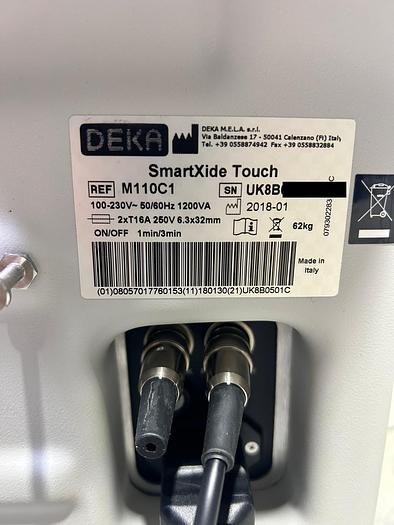 DEKA
DEKA M.E.L.A. s.r.l.
Via Baldanzese 17 - 50041 Calenzano (FI) Italy
Tel. +39 0558874942 Fax +39 0558832884
SmartXide Touch
REF M110C1 SN UK8B0
100-230V~ 50/60Hz 1200VA 2018-01
2xT16A 250V 6.3x32mm 62kg
ON/OFF 1min/3min
079302283 C
Made in
Italy
(01)08057017760153(11)180130(21)UK8B0501C